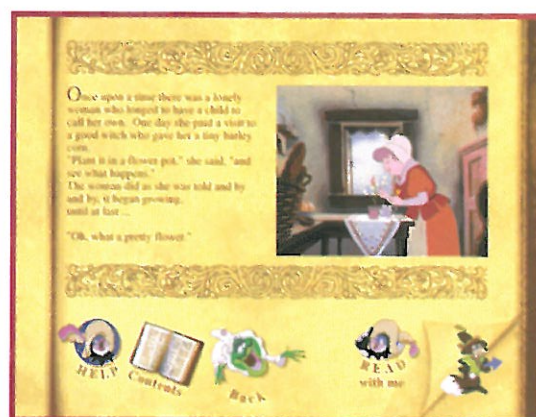 Once upon a time there was a lonely
woman who longed to have a child to
call her own. One day she paid a visit to
a good witch who gave her a tiny barley
corn.
"Plant it in a flower pot," she said, "and
see what happens."
The woman did as she was told and by
and by, it began growing,
until at last ...
"Oh, what a pretty flower."
HELP
Contents
Back
READ
with me